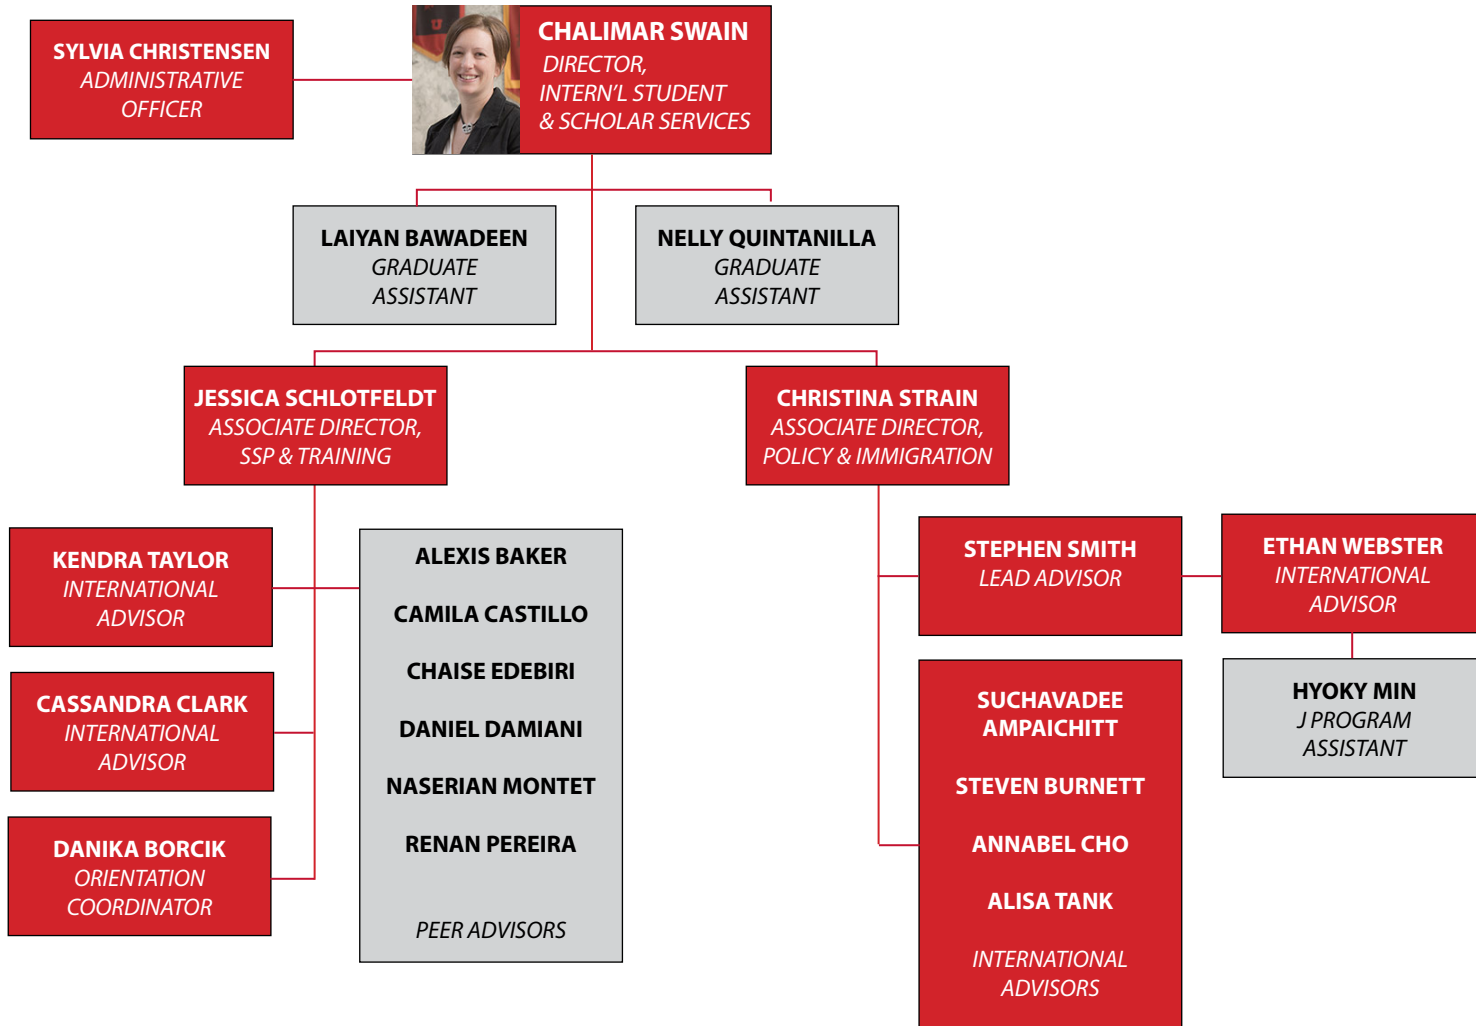 SYLVIA CHRISTENSEN
ADMINISTRATIVE
OFFICER
CHALIMAR SWAIN
DIRECTOR,
INTERN’L STUDENT
& SCHOLAR SERVICES
LAIYAN BAWADEEN
GRADUATE
ASSISTANT
NELLY QUINTANILLA
GRADUATE
ASSISTANT
JESSICA SCHLOTFELDT
ASSOCIATE DIRECTOR,
SSP & TRAINING
CHRISTINA STRAIN
ASSOCIATE DIRECTOR,
POLICY & IMMIGRATION
KENDRA TAYLOR
INTERNATIONAL
ADVISOR
CASSANDRA CLARK
INTERNATIONAL
ADVISOR
DANIKA BORCIK
ORIENTATION
COORDINATOR
ALEXIS BAKER
CAMILA CASTILLO
CHAISE EDEBIRI
DANIEL DAMIANI
NASERIAN MONTET
RENAN PEREIRA
PEER ADVISORS
STEPHEN SMITH
LEAD ADVISOR
ETHAN WEBSTER
INTERNATIONAL
ADVISOR
HYOKY MIN
J PROGRAM
ASSISTANT
SUCHAVADEE
AMPAICHITT
STEVEN BURNETT
ANNABEL CHO
ALISA TANK
INTERNATIONAL
ADVISORS